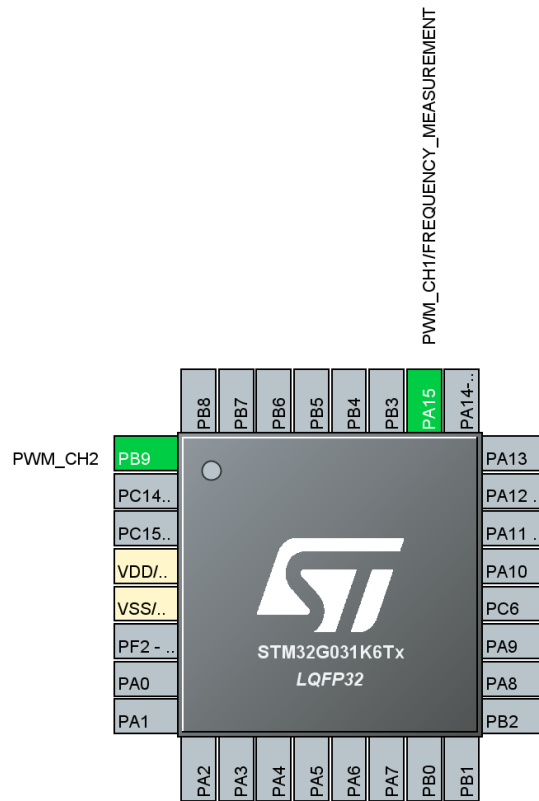 PWM_CH1/FREQUENCY_MEASUREMENT
PB8
PB7
PB6
PB5
PB4
PB3
PA15
PA14-..
PWM_CH2
PB9
PC14..
PC15..
VDD/..
VSS/..
PF2 - ..
PA0
PA1
ST
STM32G031K6Tx
LQFP32
PA13
PA12 .
PA11 .
PA10
PC6
PA9
PA8
PB2
PA2
PA3
PA4
PA5
PA6
PA7
PB0
PB1